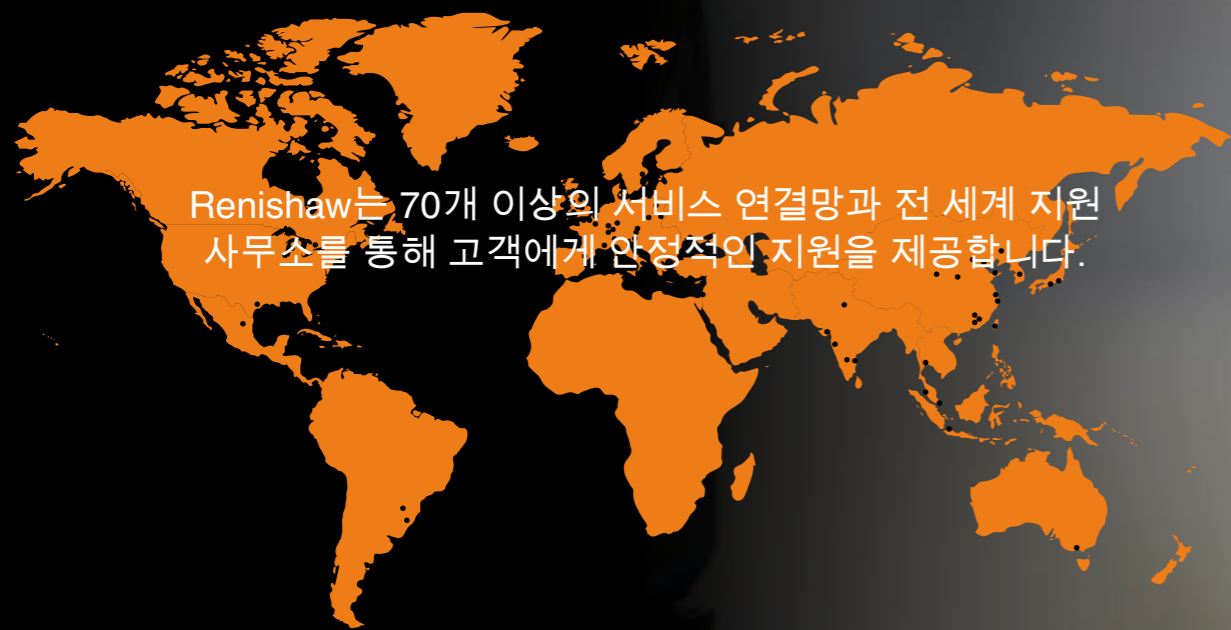 Renishaw는 70개 이상의 서비스 연결망과 전 세계 지원
사무소를 통해 고객에게 안정적인 지원을 제공합니다.